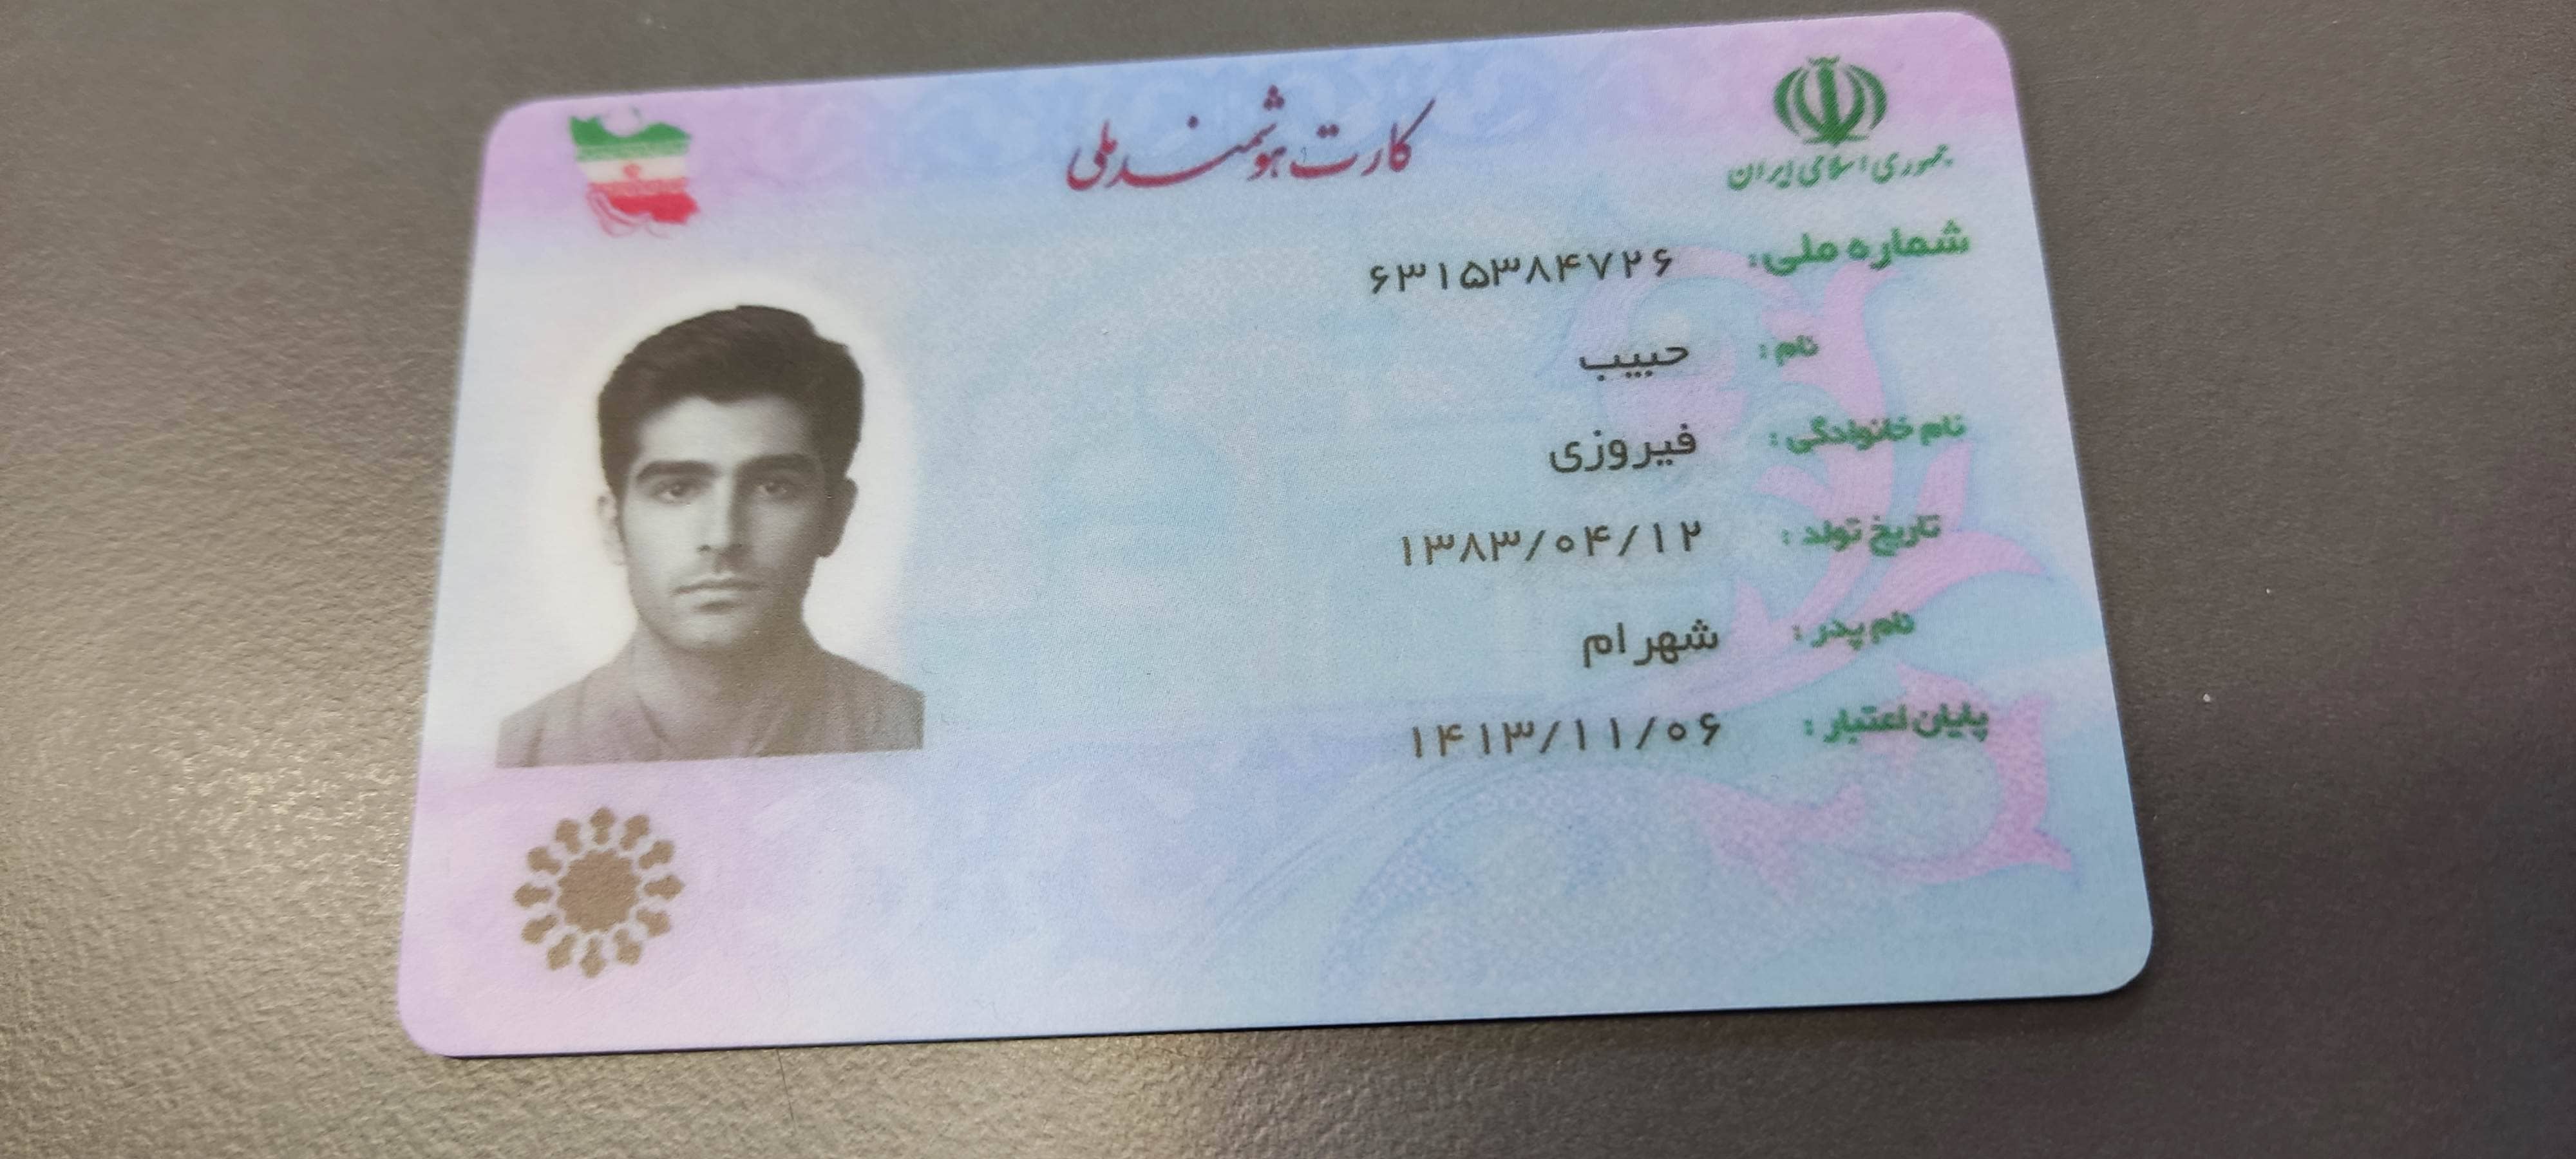 جمهوری اسلامی ایران
کارت هوشمند ملی
شماره ملی: ۶۳۱۵۳۸۴۷۲۶
نام: حبیب
نام خانوادگی: فیروزی
تاریخ تولد: ۱۳۸۳/۰۴/۱۲
نام پدر: شهرام
پایان اعتبار: ۱۴۱۳/۱۱/۰۶